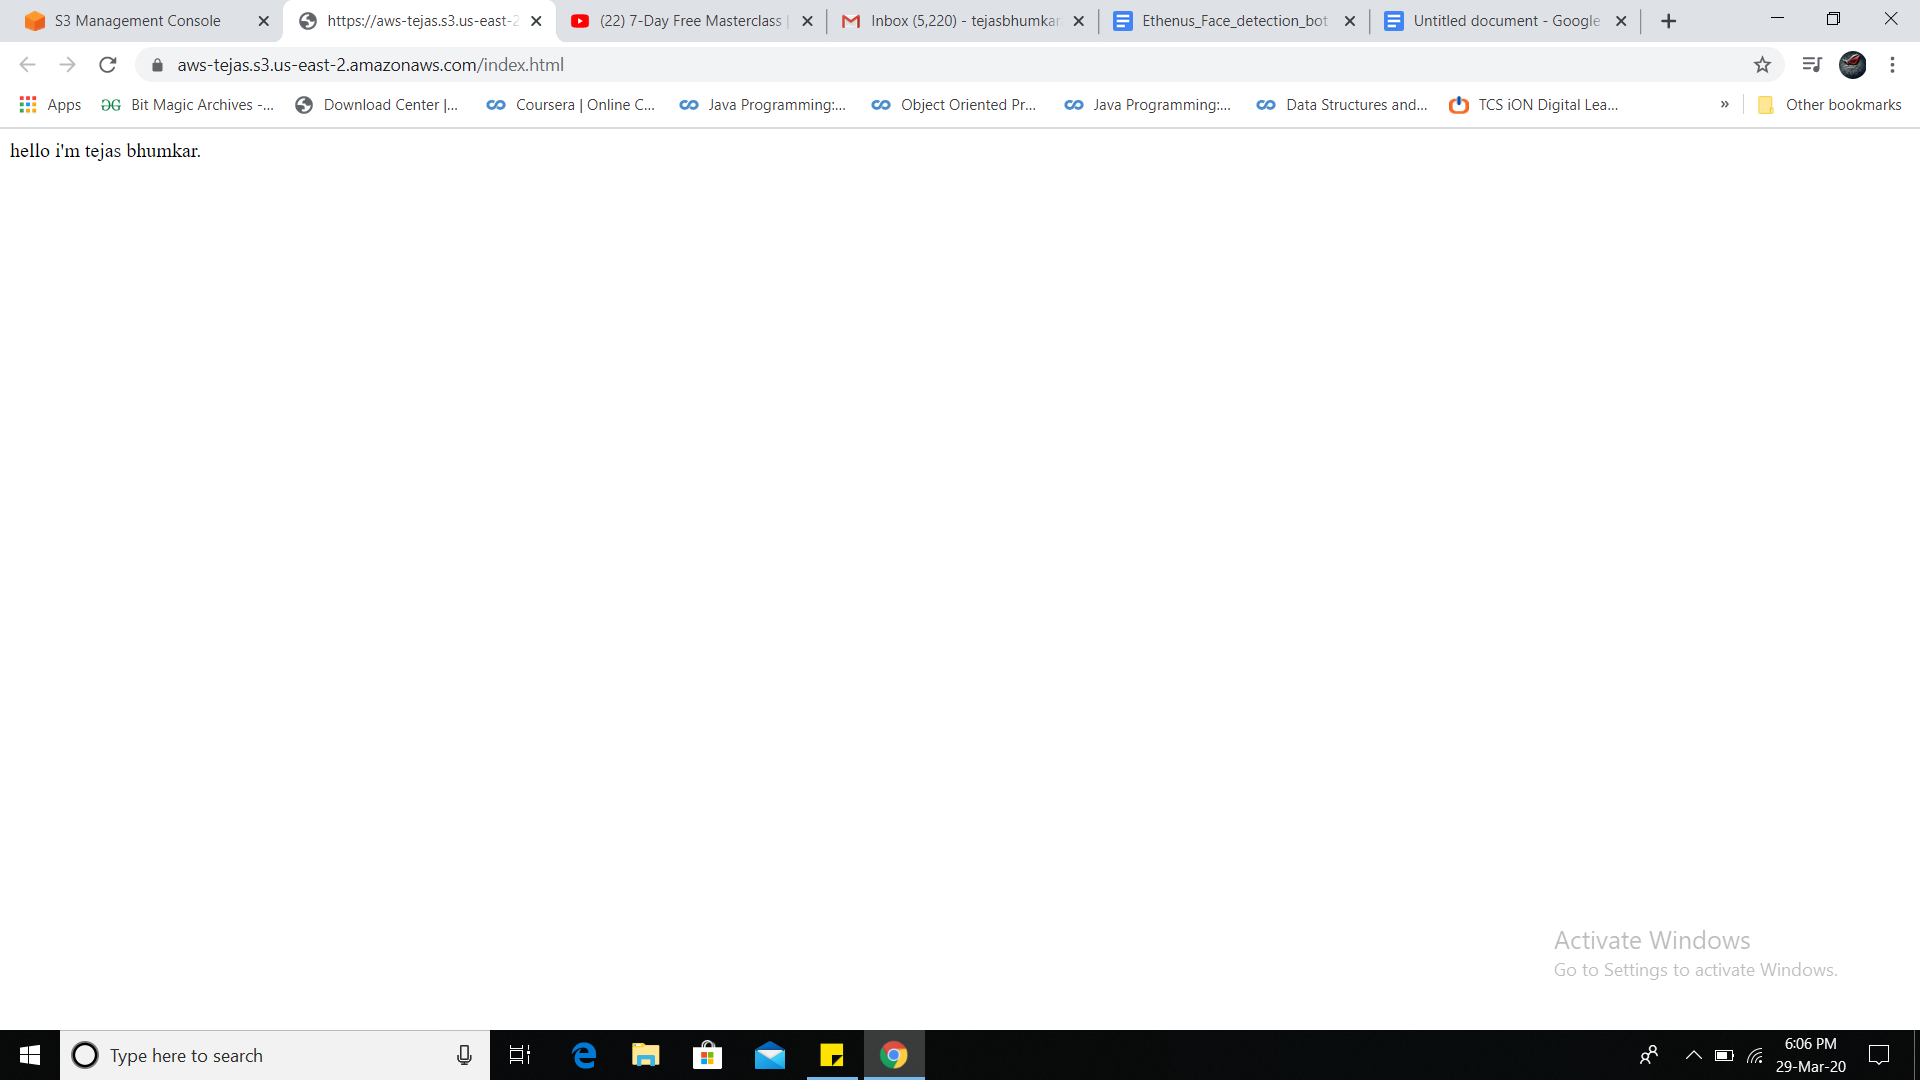 S3 Management Console
https://aws-tejas.s3.us-east-2
(22) 7-Day Free Masterclass |
Inbox (5,220) - tejasbhumkar
Ethenus_Face_detection_bot
Untitled document - Google
aws-tejas.s3.us-east-2.amazonaws.com/index.html
Apps
Bit Magic Archives -...
Download Center |...
Coursera | Online C...
Java Programming:...
Object Oriented Pr...
Java Programming:...
Data Structures and...
TCS iON Digital Lea...
»
Other bookmarks
hello i'm tejas bhumkar.
Activate Windows
Go to Settings to activate Windows.
Type here to search
6:06 PM
29-Mar-20